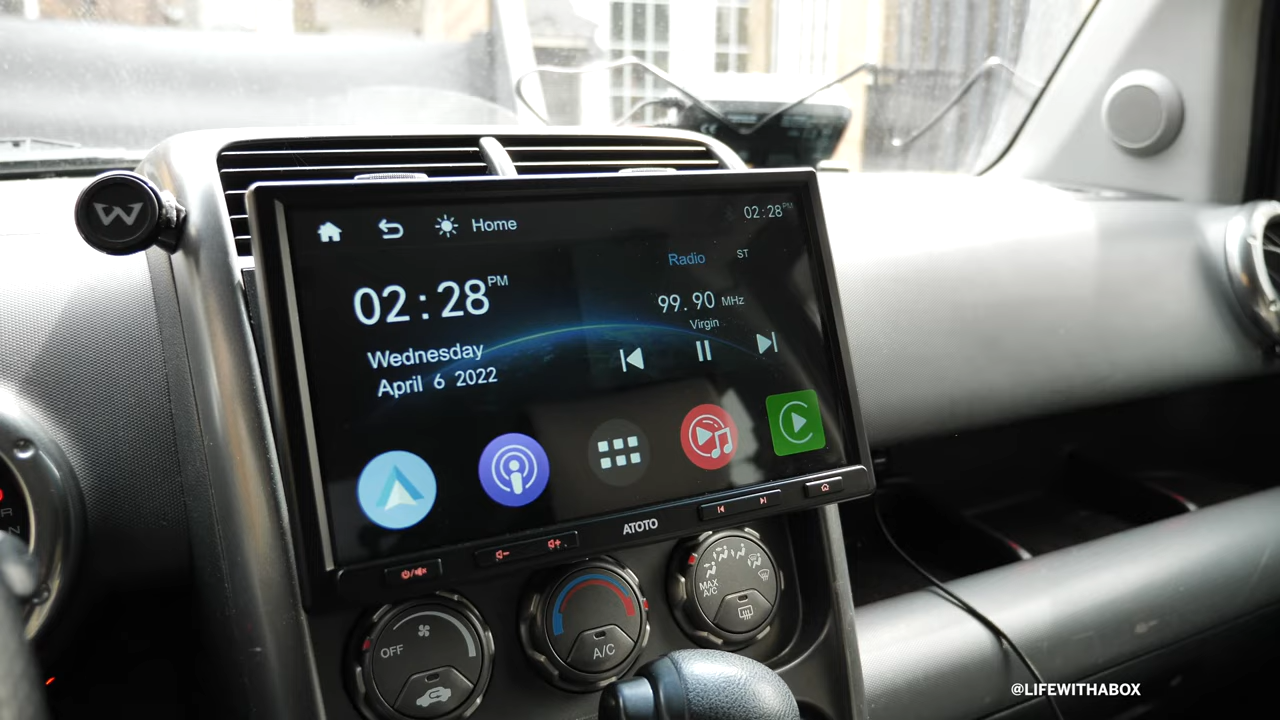 W
Home
02:28PM
Radio
ST
02:28PM
99.90 MHz
Virgin
Wednesday
April 6 2022
ATOTO
MAX
A/C
OFF
A/C
R
N
@LIFEWITHABOX